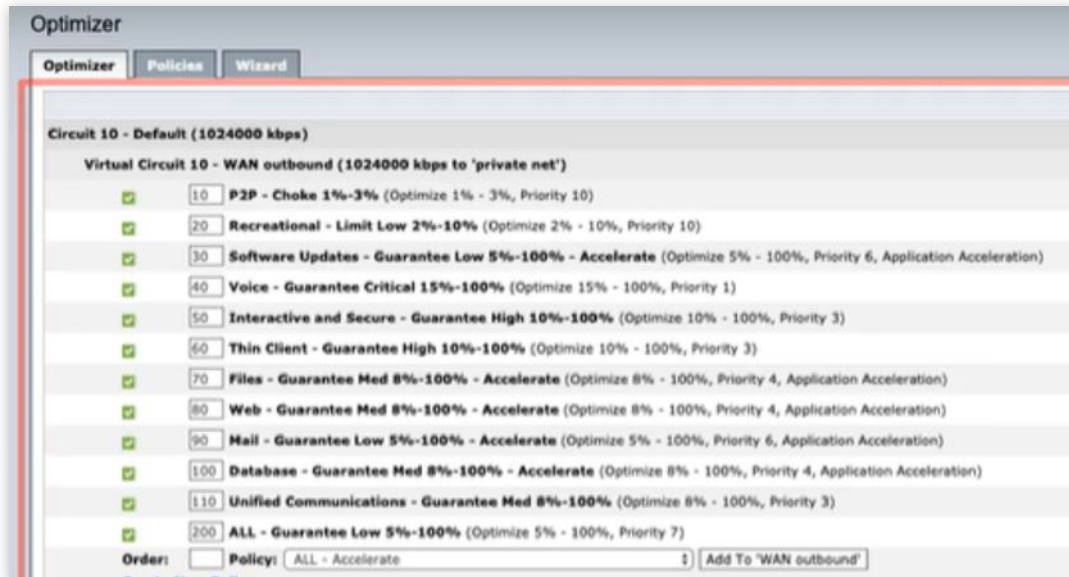 Optimizer
Optimizer Policies Wizard
Circuit 10 - Default (1024000 kbps)
Virtual Circuit 10 - WAN outbound (1024000 kbps to 'private net')
10 P2P - Choke 1%-3% (Optimize 1% - 3%, Priority 10)
20 Recreational - Limit Low 2%-10% (Optimize 2% - 10%, Priority 10)
30 Software Updates - Guarantee Low 5%-100% - Accelerate (Optimize 5% - 100%, Priority 6, Application Acceleration)
40 Voice - Guarantee Critical 15%-100% (Optimize 15% - 100%, Priority 1)
50 Interactive and Secure - Guarantee High 10%-100% (Optimize 10% - 100%, Priority 3)
60 Thin Client - Guarantee High 10%-100% (Optimize 10% - 100%, Priority 3)
70 Files - Guarantee Med 8%-100% - Accelerate (Optimize 8% - 100%, Priority 4, Application Acceleration)
80 Web - Guarantee Med 8%-100% - Accelerate (Optimize 8% - 100%, Priority 4, Application Acceleration)
90 Mail - Guarantee Low 5%-100% - Accelerate (Optimize 5% - 100%, Priority 6, Application Acceleration)
100 Database - Guarantee Med 8%-100% - Accelerate (Optimize 8% - 100%, Priority 4, Application Acceleration)
110 Unified Communications - Guarantee Med 8%-100% (Optimize 8% - 100%, Priority 3)
200 ALL - Guarantee Low 5%-100% (Optimize 5% - 100%, Priority 7)
Order: Policy: ALL - Accelerate Add To 'WAN outbound'